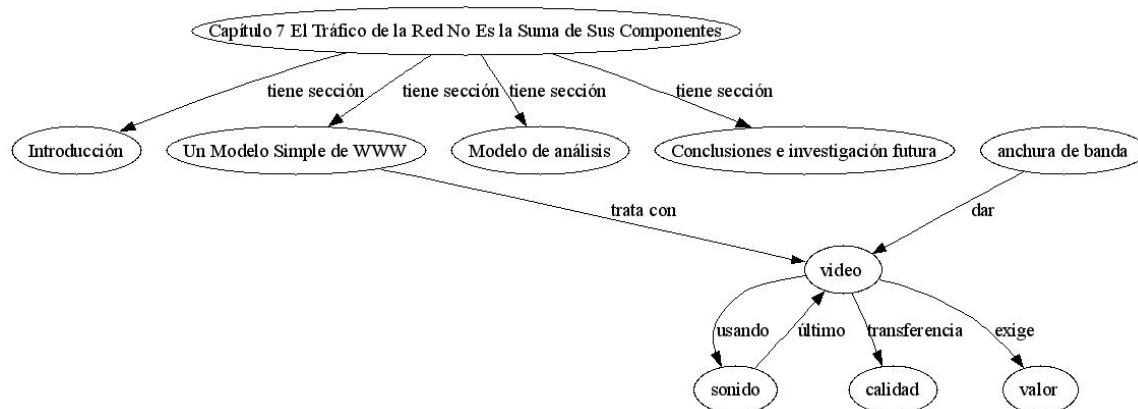 Capítulo 7 El Tráfico de la Red No Es la Suma de Sus Componentes
tiene sección
tiene sección
tiene sección
tiene sección
Introducción
Un Modelo Simple de WWW
Modelo de análisis
Conclusiones e investigación futura
anchura de banda
trata con
dar
video
usando
último
transferencia
exige
sonido
calidad
valor